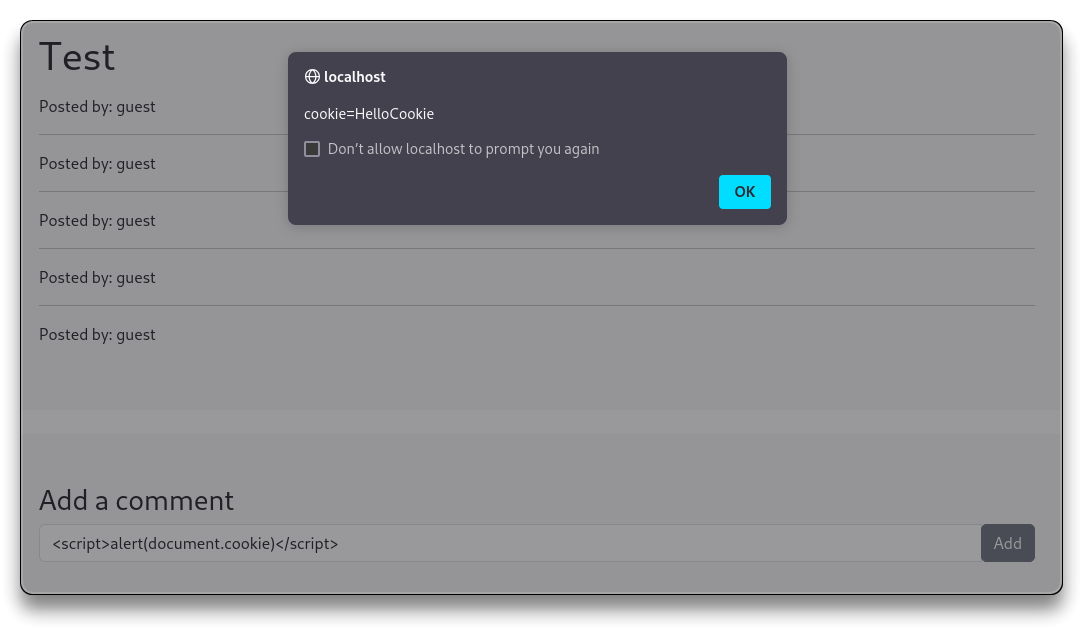 Test
localhost
cookie=HelloCookie
Don’t allow localhost to prompt you again
OK
Posted by: guest
Posted by: guest
Posted by: guest
Posted by: guest
Posted by: guest
Add a comment
<script>alert(document.cookie)</script>
Add